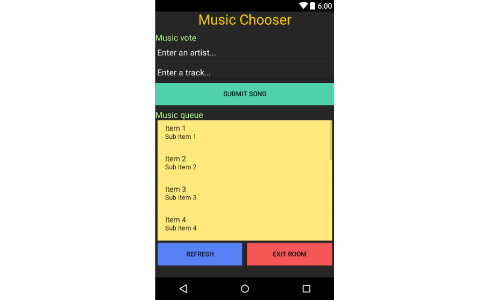 6:00
Music Chooser
Music vote
Enter an artist...
Enter a track...
SUBMIT SONG
Music queue
Item 1
Sub Item 1
Item 2
Sub Item 2
Item 3
Sub Item 3
Item 4
Sub Item 4
REFRESH EXIT ROOM